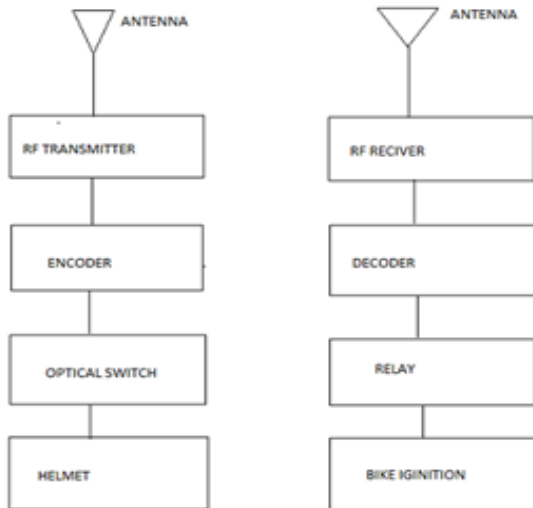 ANTENNA
RF TRANSMITTER
ENCODER
OPTICAL SWITCH
HELMET
ANTENNA
RF RECIVER
DECODER
RELAY
BIKE IGINITION